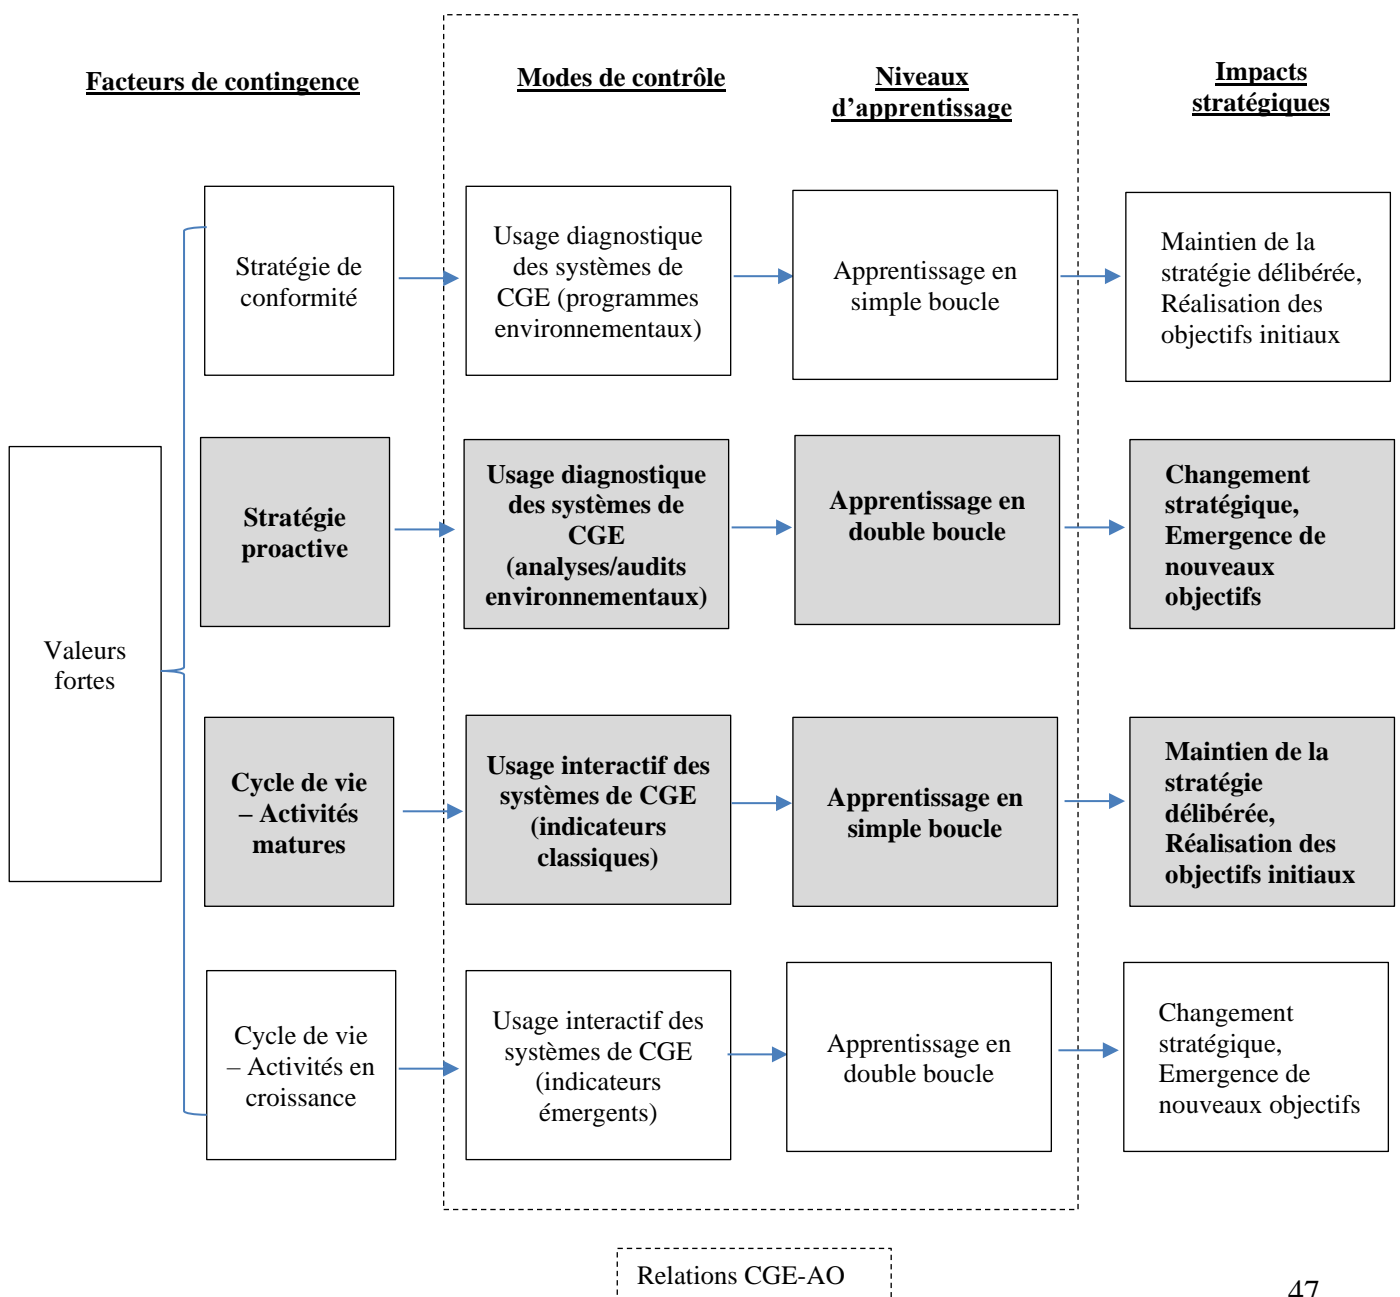 Facteurs de contingence
Modes de contrôle
Niveaux
d’apprentissage
Impacts
stratégiques
Valeurs
fortes
Stratégie de
conformité
Usage diagnostique
des systèmes de
CGE (programmes
environnementaux)
Apprentissage en
simple boucle
Maintien de la
stratégie délibérée,
Réalisation des
objectifs initiaux
Stratégie
proactive
Usage diagnostique
des systèmes de
CGE
(analyses/audits
environnementaux)
Apprentissage en
double boucle
Changement
stratégique,
Emergence de
nouveaux
objectifs
Cycle de vie
– Activités
matures
Usage interactif des
systèmes de CGE
(indicateurs
classiques)
Apprentissage en
simple boucle
Maintien de la
stratégie
délibérée,
Réalisation des
objectifs initiaux
Cycle de vie
– Activités en
croissance
Usage interactif des
systèmes de CGE
(indicateurs
émergents)
Apprentissage en
double boucle
Changement
stratégique,
Emergence de
nouveaux objectifs
Relations CGE-AO
47